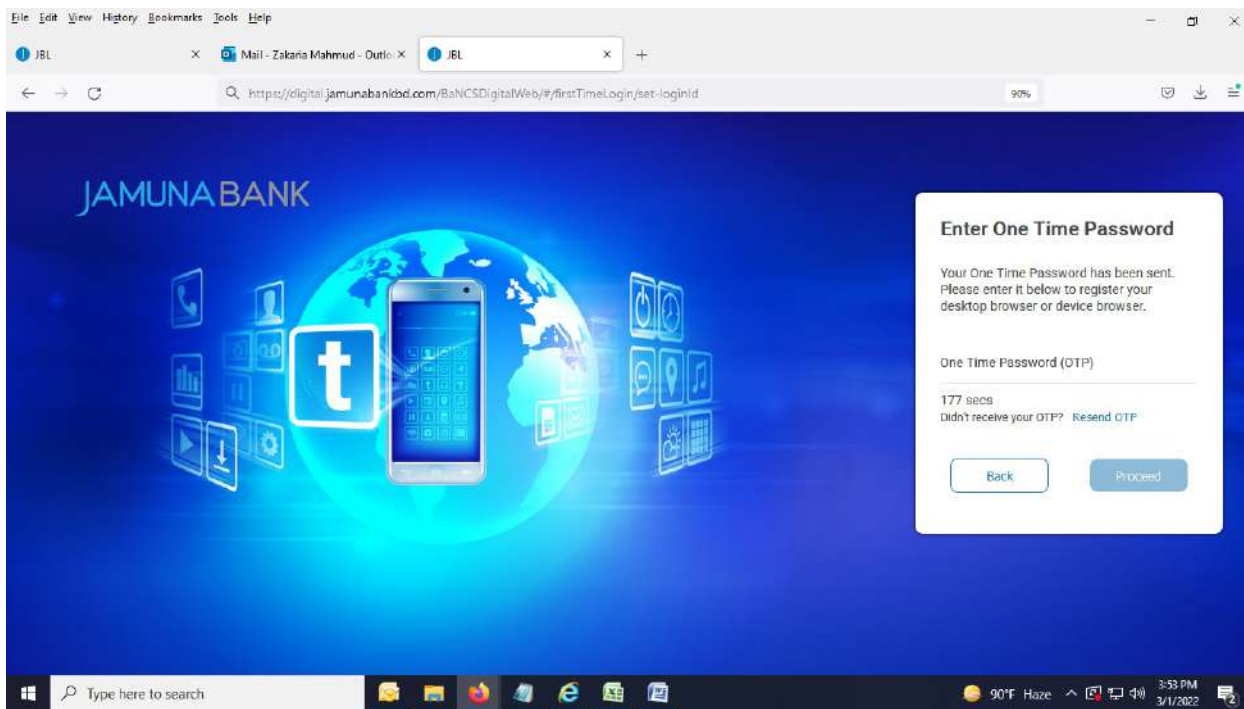 File Edit View History Bookmarks Tools Help
JBL
Mail - Zakaria Mahmud - Outlo
JBL
https://digital.jamunabankbd.com/BaNCSDigitalWeb/#/firstTimeLogin/set-loginId
90%
JAMUNA BANK
t
Enter One Time Password
Your One Time Password has been sent.
Please enter it below to register your
desktop browser or device browser.
One Time Password (OTP)
177 secs
Didn't receive your OTP? Resend OTP
Back
Proceed
Type here to search
90°F Haze
3:53 PM
3/1/2022
2